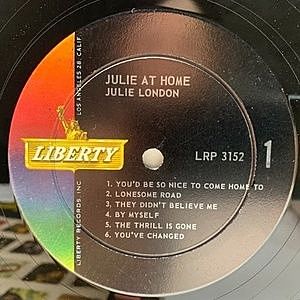 JULIE AT HOME
JULIE LONDON
LOS ANGELES 28, CALIF.
LIBERTY
LIBERTY RECORDS, INC.
LRP 3152
1
1. YOU'D BE SO NICE TO COME HOME TO
2. LONESOME ROAD
3. THEY DIDN'T BELIEVE ME
4. BY MYSELF
5. THE THRILL IS GONE
6. YOU'VE CHANGED